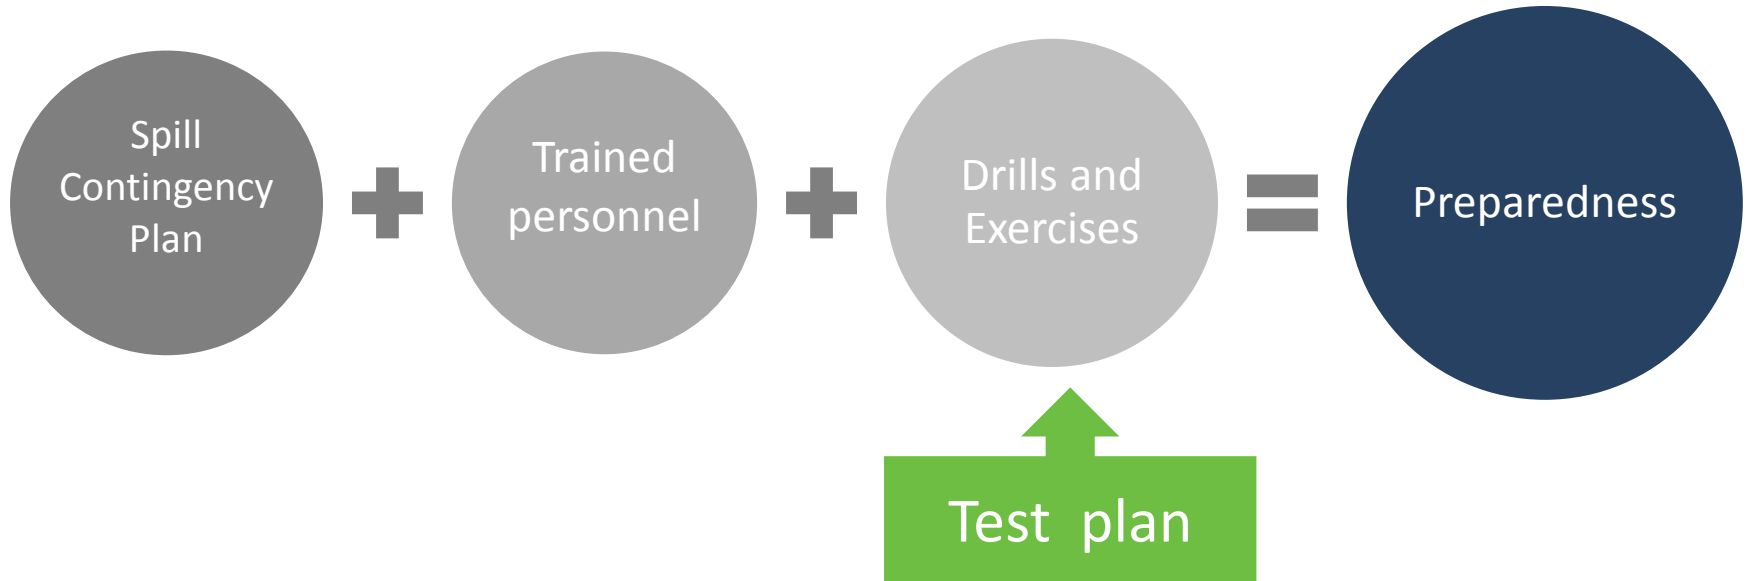 Spill
Contingency
Plan
Trained
personnel
Drills and
Exercises
Preparedness
Test plan